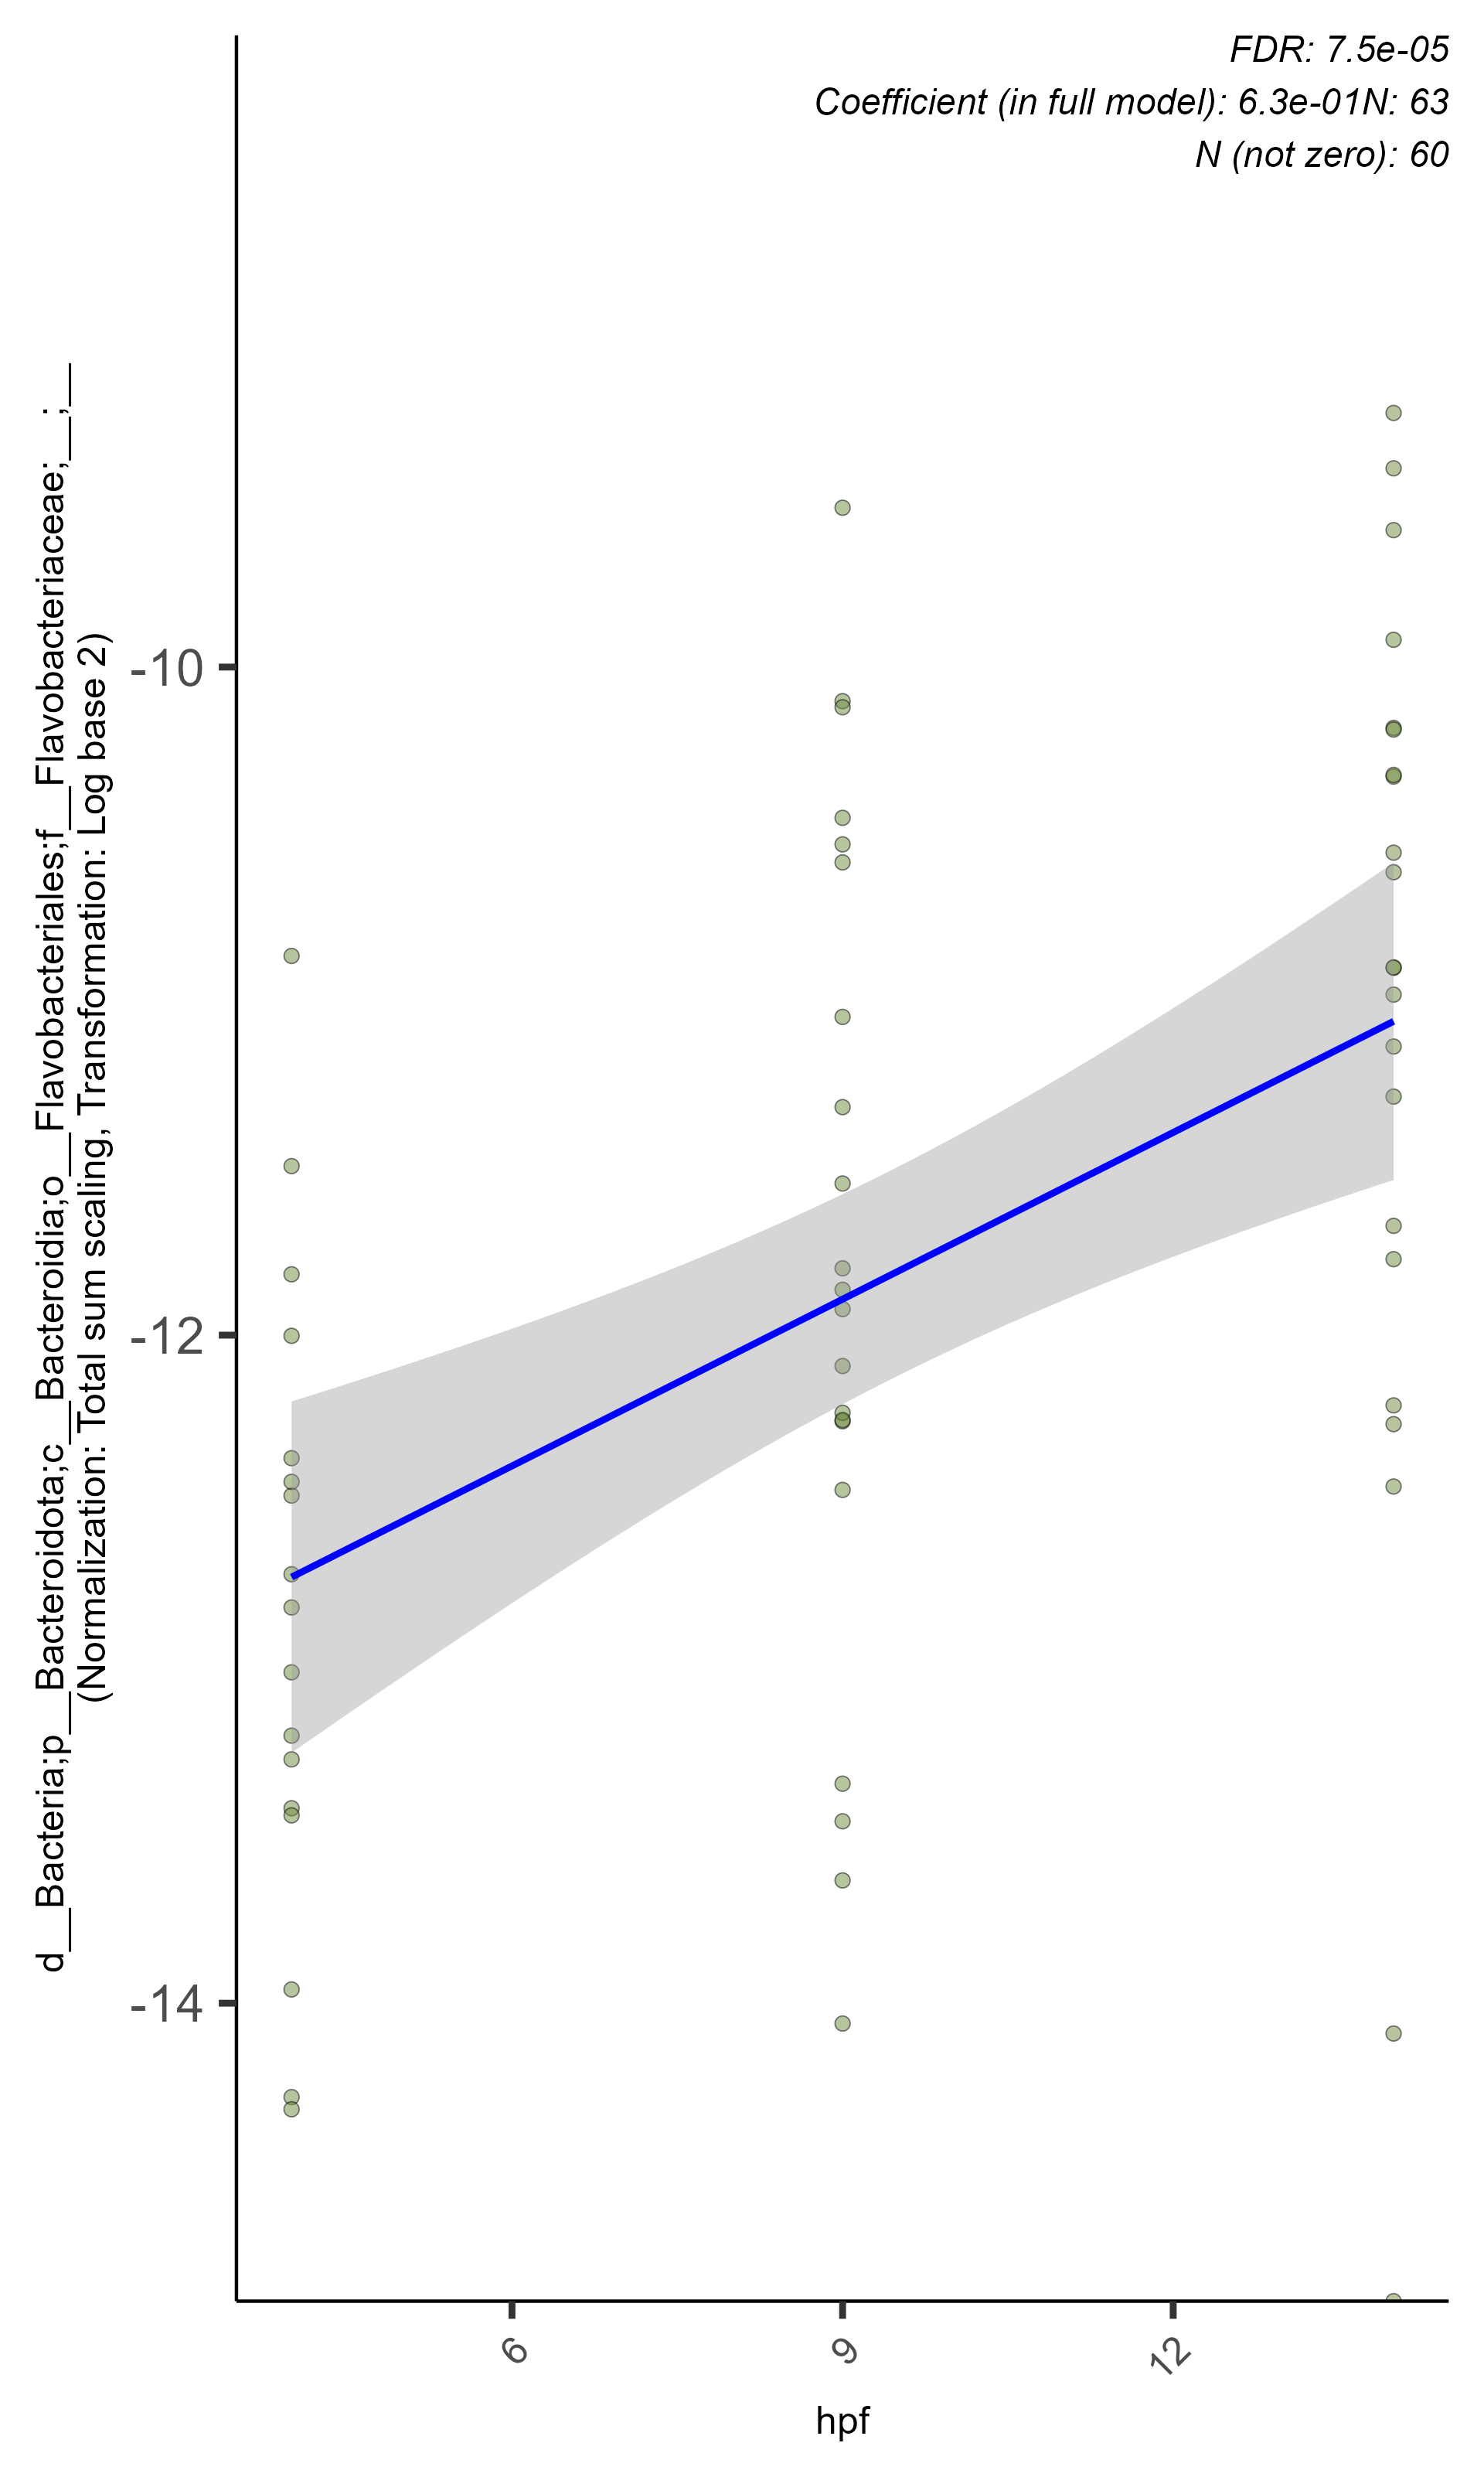 FDR: 7.5e-05
Coefficient (in full model): 6.3e-01N: 63
N (not zero): 60
d__Bacteria;p__Bacteroidota;c__Bacteroidia;o__Flavobacteriales;f__Flavobacteriaceae;__;__
(Normalization: Total sum scaling, Transformation: Log base 2)
-10
-12
-14
6
9
12
hpf